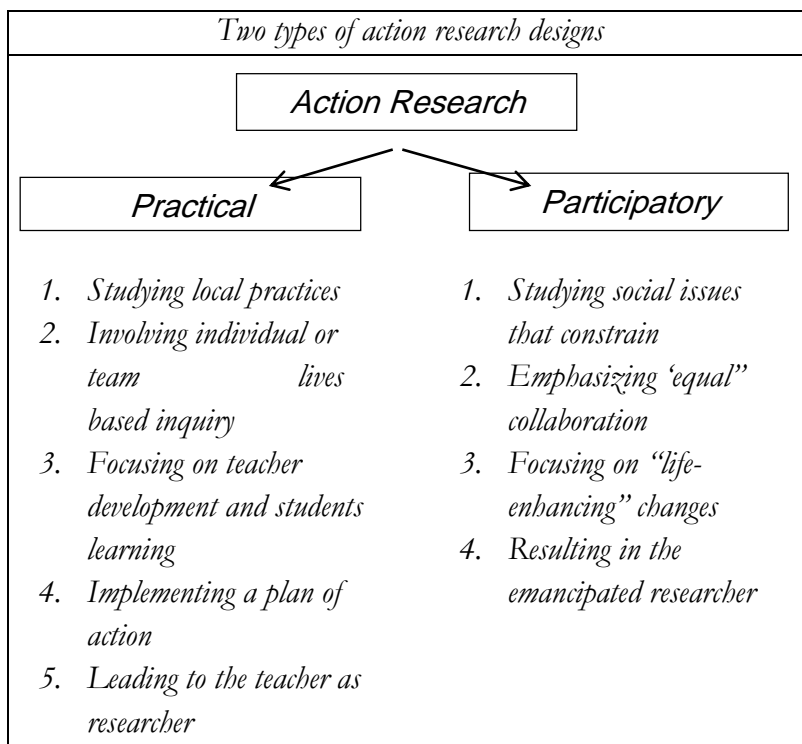 Two types of action research designs
Action Research
Practical
1. Studying local practices
2. Involving individual or
team lives
based inquiry
3. Focusing on teacher
development and students
learning
4. Implementing a plan of
action
5. Leading to the teacher as
researcher
Participatory
1. Studying social issues
that constrain
2. Emphasizing ‘equal”
collaboration
3. Focusing on “life-
enhancing” changes
4. Resulting in the
emancipated researcher